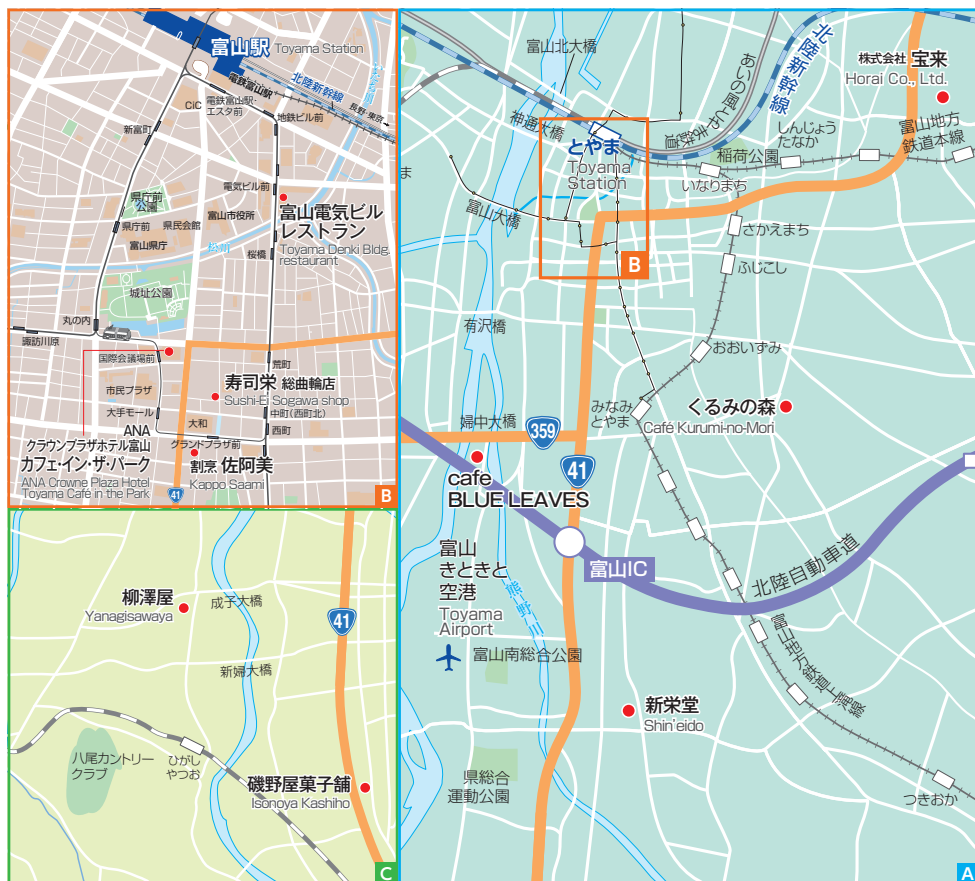 富山駅 Toyama Station
電鉄富山駅
北陸新幹線
長野・東京
CiC
電鉄富山駅・
エスタ前
地鉄ビル前
新富町
電気ビル前
富山電気ビル
レストラン
Toyama Denki Bldg.
restaurant
県庁前
公園
県庁前
県民会館
富山市役所
富山県庁
松川
桜橋
城址公園
丸の内
諏訪川原
国際会議場前
荒町
市民プラザ
大手モール
寿司栄 総曲輪店
Sushi-Ei Sogawa shop
大和
中町(西町北)
西町
グランドプラザ前
ANA
クラウンプラザホテル富山
カフェ・イン・ザ・パーク
ANA Crowne Plaza Hotel
Toyama Café in the Park
割烹 佐阿美
Kappo Saami
41
B
柳澤屋
Yanagisawaya
成子大橋
新婦大橋
41
八尾カントリー
クラブ
ひがし
やつお
磯野屋菓子舗
Isonoya Kashiho
C
富山北大橋
あいの風とやま鉄道
北陸新幹線
株式会社 宝来
Horai Co., Ltd.
神通大橋
とやま
Toyama
Station
しんじょう
たなか
富山地方
鉄道本線
稲荷公園
いなりまち
ま
富山大橋
さかえまち
B
ふじこし
有沢橋
おおいずみ
みなみ
とやま
くるみの森
Café Kurumi-no-Mori
婦中大橋
359
41
cafe
BLUE LEAVES
富山IC
北陸自動車道
富山
きときと
空港
Toyama
Airport
熊野川
富山南総合公園
富山地方鉄道上滝線
新栄堂
Shin'eido
県総合
運動公園
つきおか
A